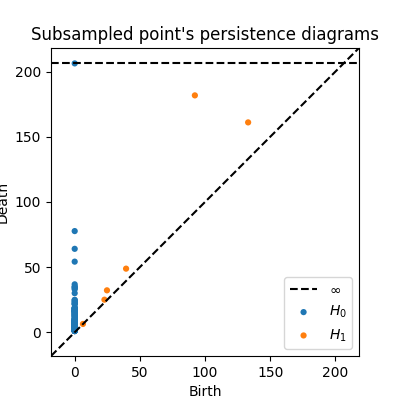 Subsampled point's persistence diagrams
200
150
100
50
0
Death
∞
H₀
H₁
0 50 100 150 200
Birth